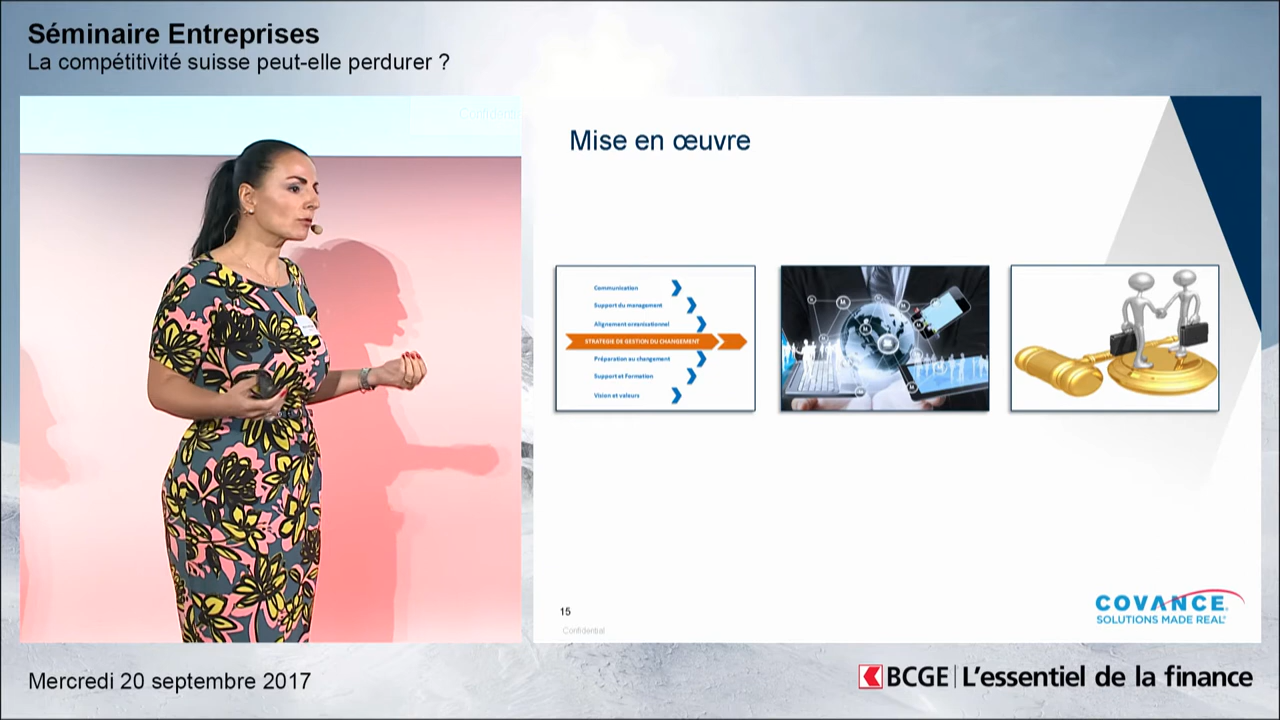 Séminaire Entreprises
La compétitivité suisse peut-elle perdurer ?
Confidential
Mise en œuvre
Communication
Support du management
Alignement organisationnel
STRATEGIE DE GESTION DU CHANGEMENT
Préparation au changement
Support et Formation
Vision et valeurs
15
Confidential
COVANCE
SOLUTIONS MADE REAL
Mercredi 20 septembre 2017
BCGE L'essentiel de la finance